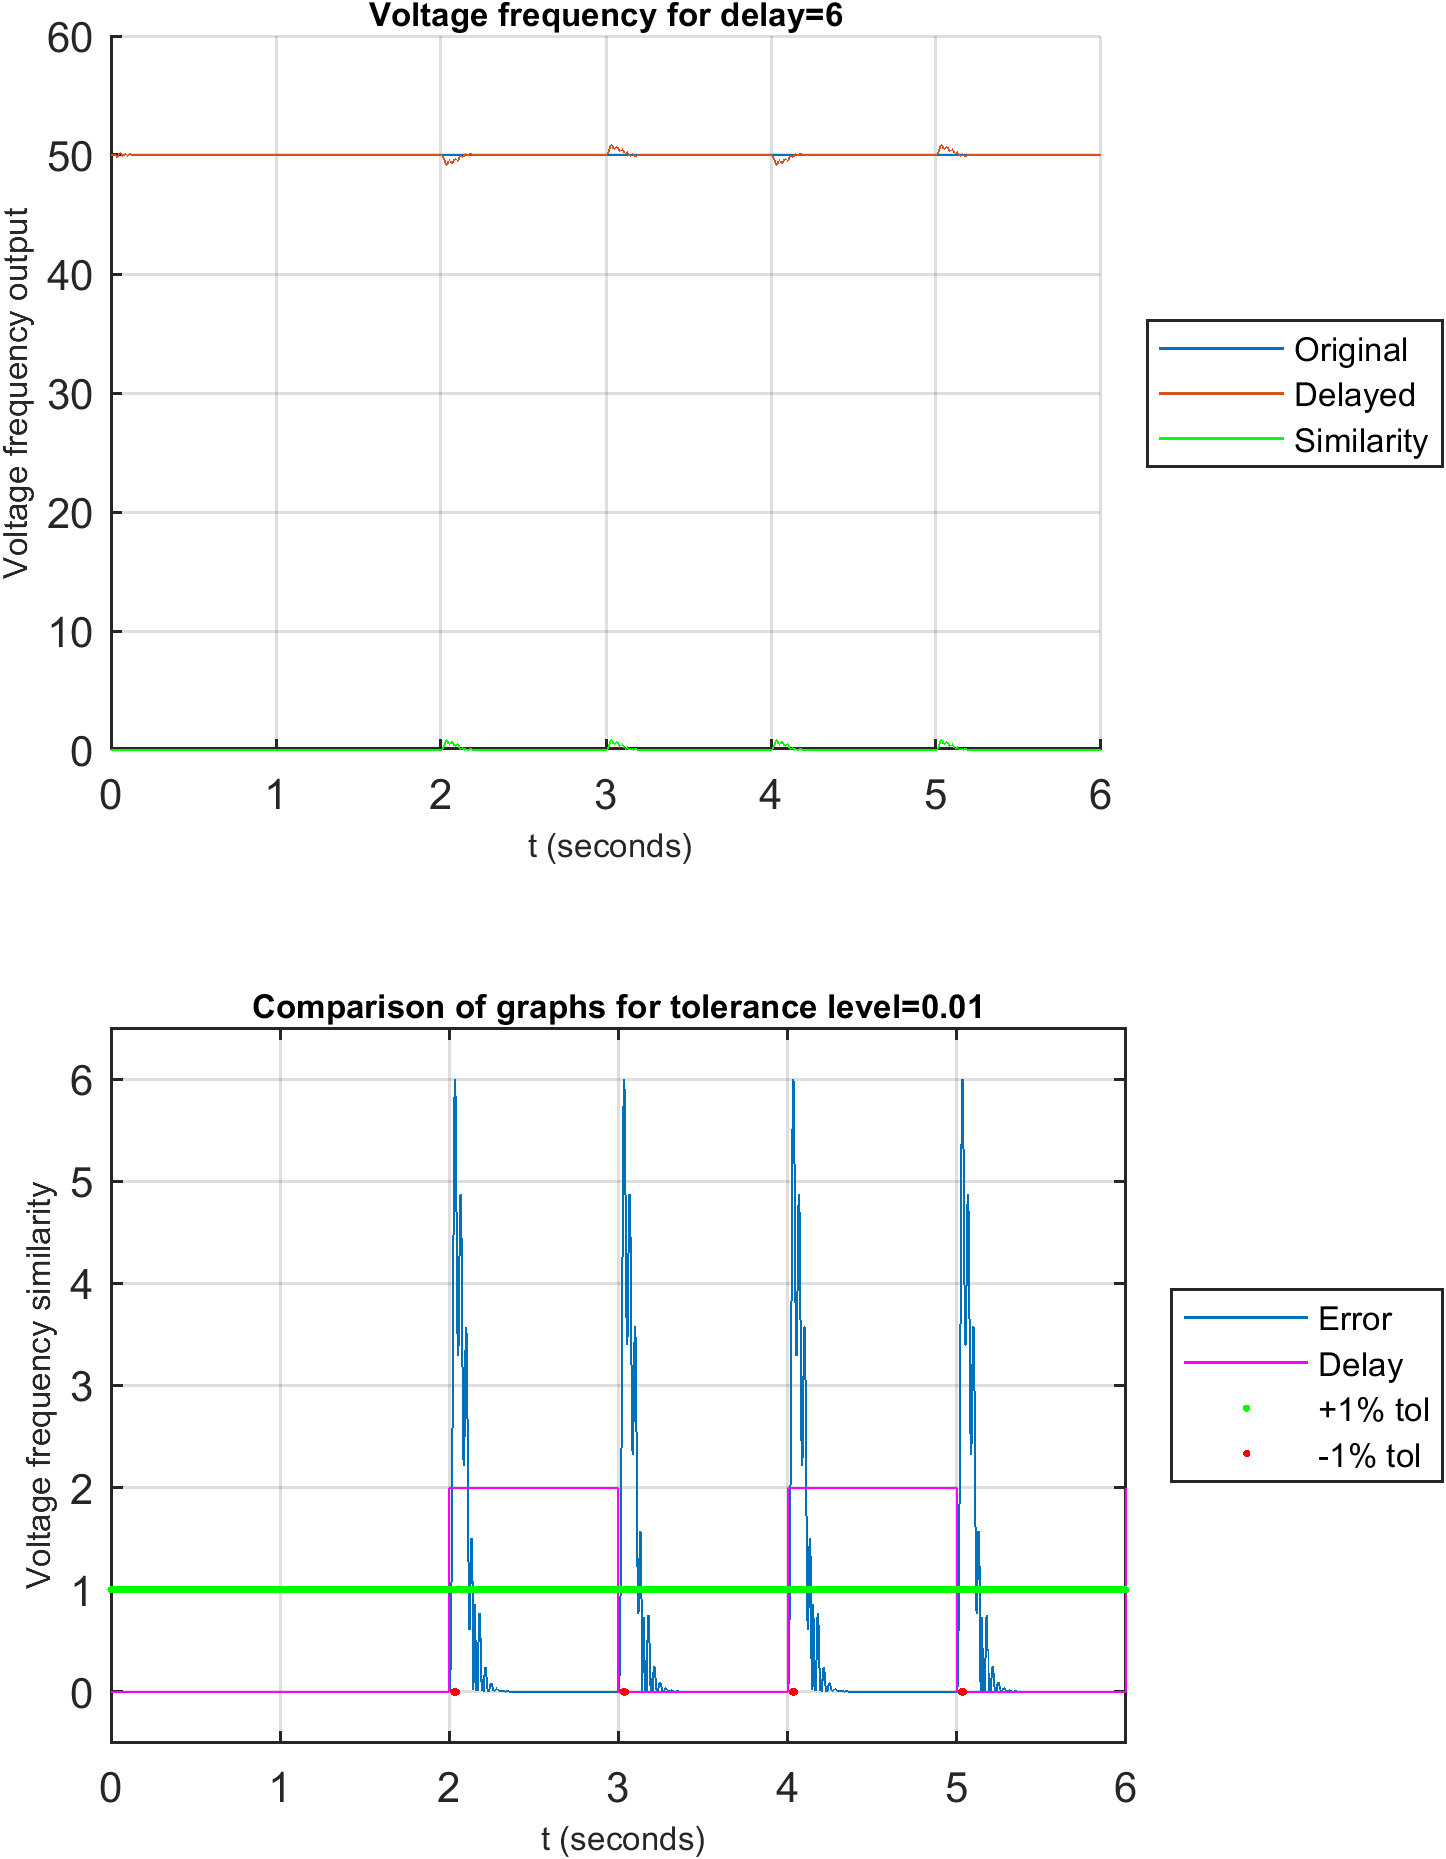 Voltage frequency for delay=6
60
50
40
30
20
10
0
Voltage frequency output
0 1 2 3 4 5 6
t (seconds)
Original
Delayed
Similarity
Comparison of graphs for tolerance level=0.01
6
5
4
3
2
1
0
Voltage frequency similarity
0 1 2 3 4 5 6
t (seconds)
Error
Delay
+1% tol
-1% tol